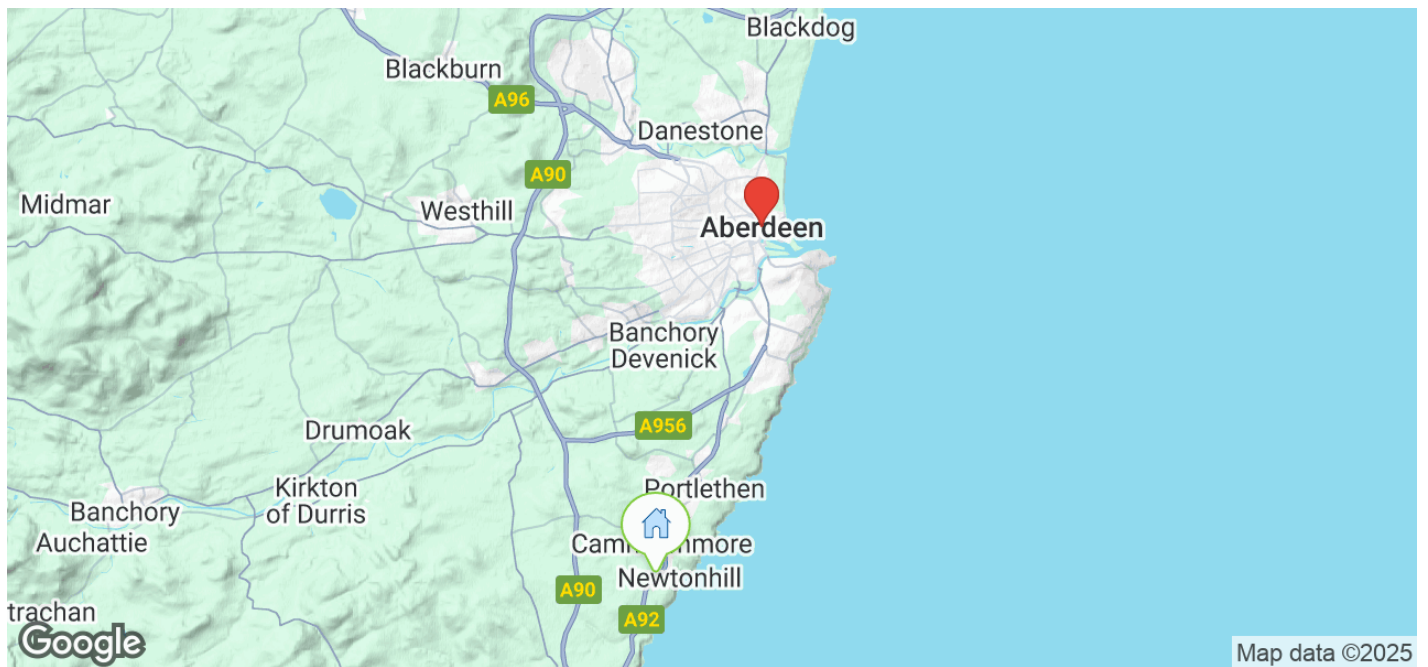 Blackdog
Blackburn
A96
Danestone
A90
Midmar
Westhill
Aberdeen
Banchory
Devenick
A956
Drumoak
Kirkton
of Durris
Portlethen
Banchory
Auchattie
Newtonhill
A90
trachan
A92
Google
Map data ©2025